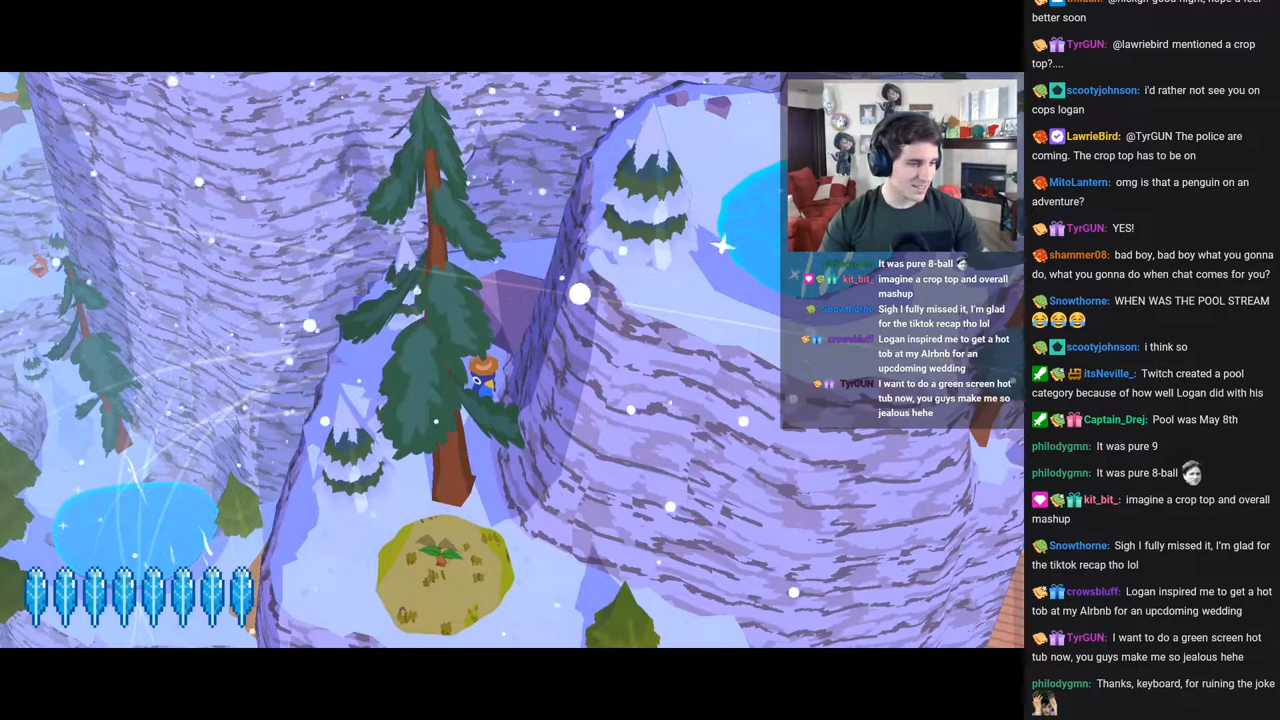 It was pure 8-ball
kit_bit_: imagine a crop top and overall
mashup
Snowthorne: Sigh I fully missed it, I'm glad
for the tiktok recap tho lol
crowsbluff: Logan inspired me to get a hot
tob at my AIrbnb for an
upcdoming wedding
TyrGUN: I want to do a green screen hot
tub now, you guys make me so
jealous hehe
better soon
TyrGUN: @lawriebird mentioned a crop
top?....
scootyjohnson: i'd rather not see you on
cops logan
LawrieBird: @TyrGUN The police are
coming. The crop top has to be on
MitoLantern: omg is that a penguin on an
adventure?
TyrGUN: YES!
shammer08: bad boy, bad boy what you gonna
do, what you gonna do when chat comes for you?
Snowthorne: WHEN WAS THE POOL STREAM
😂😂😂
scootyjohnson: i think so
itsNeville_: Twitch created a pool
category because of how well Logan did with his
Captain_Drej: Pool was May 8th
philodygmn: It was pure 9
philodygmn: It was pure 8-ball
kit_bit_: imagine a crop top and overall
mashup
Snowthorne: Sigh I fully missed it, I'm glad for
the tiktok recap tho lol
crowsbluff: Logan inspired me to get a hot
tob at my AIrbnb for an upcdoming wedding
TyrGUN: I want to do a green screen hot
tub now, you guys make me so jealous hehe
philodygmn: Thanks, keyboard, for ruining the joke